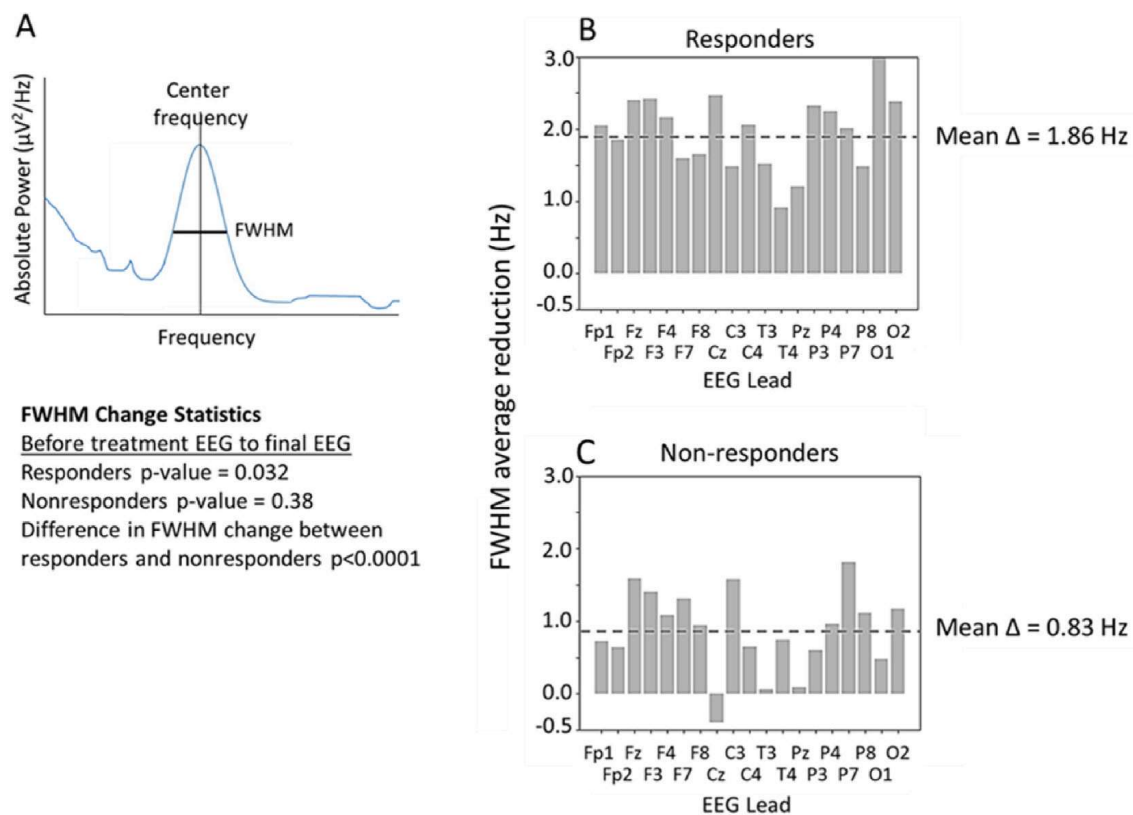 A
Absolute Power (µV²/Hz)
Center
frequency
FWHM
Frequency
FWHM Change Statistics
Before treatment EEG to final EEG
Responders p-value = 0.032
Nonresponders p-value = 0.38
Difference in FWHM change between
responders and nonresponders p<0.0001
FWHM average reduction (Hz)
B
Responders
3.0
2.0
1.0
0.0
-0.5
Mean Δ = 1.86 Hz
Fp1 Fz F4 F8 C3 T3 Pz P4 P8 O2
Fp2 F3 F7 Cz C4 T4 P3 P7 O1
EEG Lead
C
Non-responders
3.0
2.0
1.0
0.0
-0.5
Mean Δ = 0.83 Hz
Fp1 Fz F4 F8 C3 T3 Pz P4 P8 O2
Fp2 F3 F7 Cz C4 T4 P3 P7 O1
EEG Lead